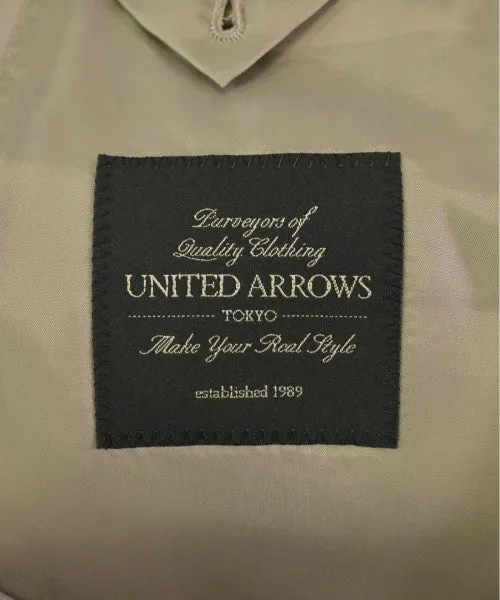 Purveyors of
Quality Clothing
UNITED ARROWS
TOKYO
Make Your Real Style
established 1989